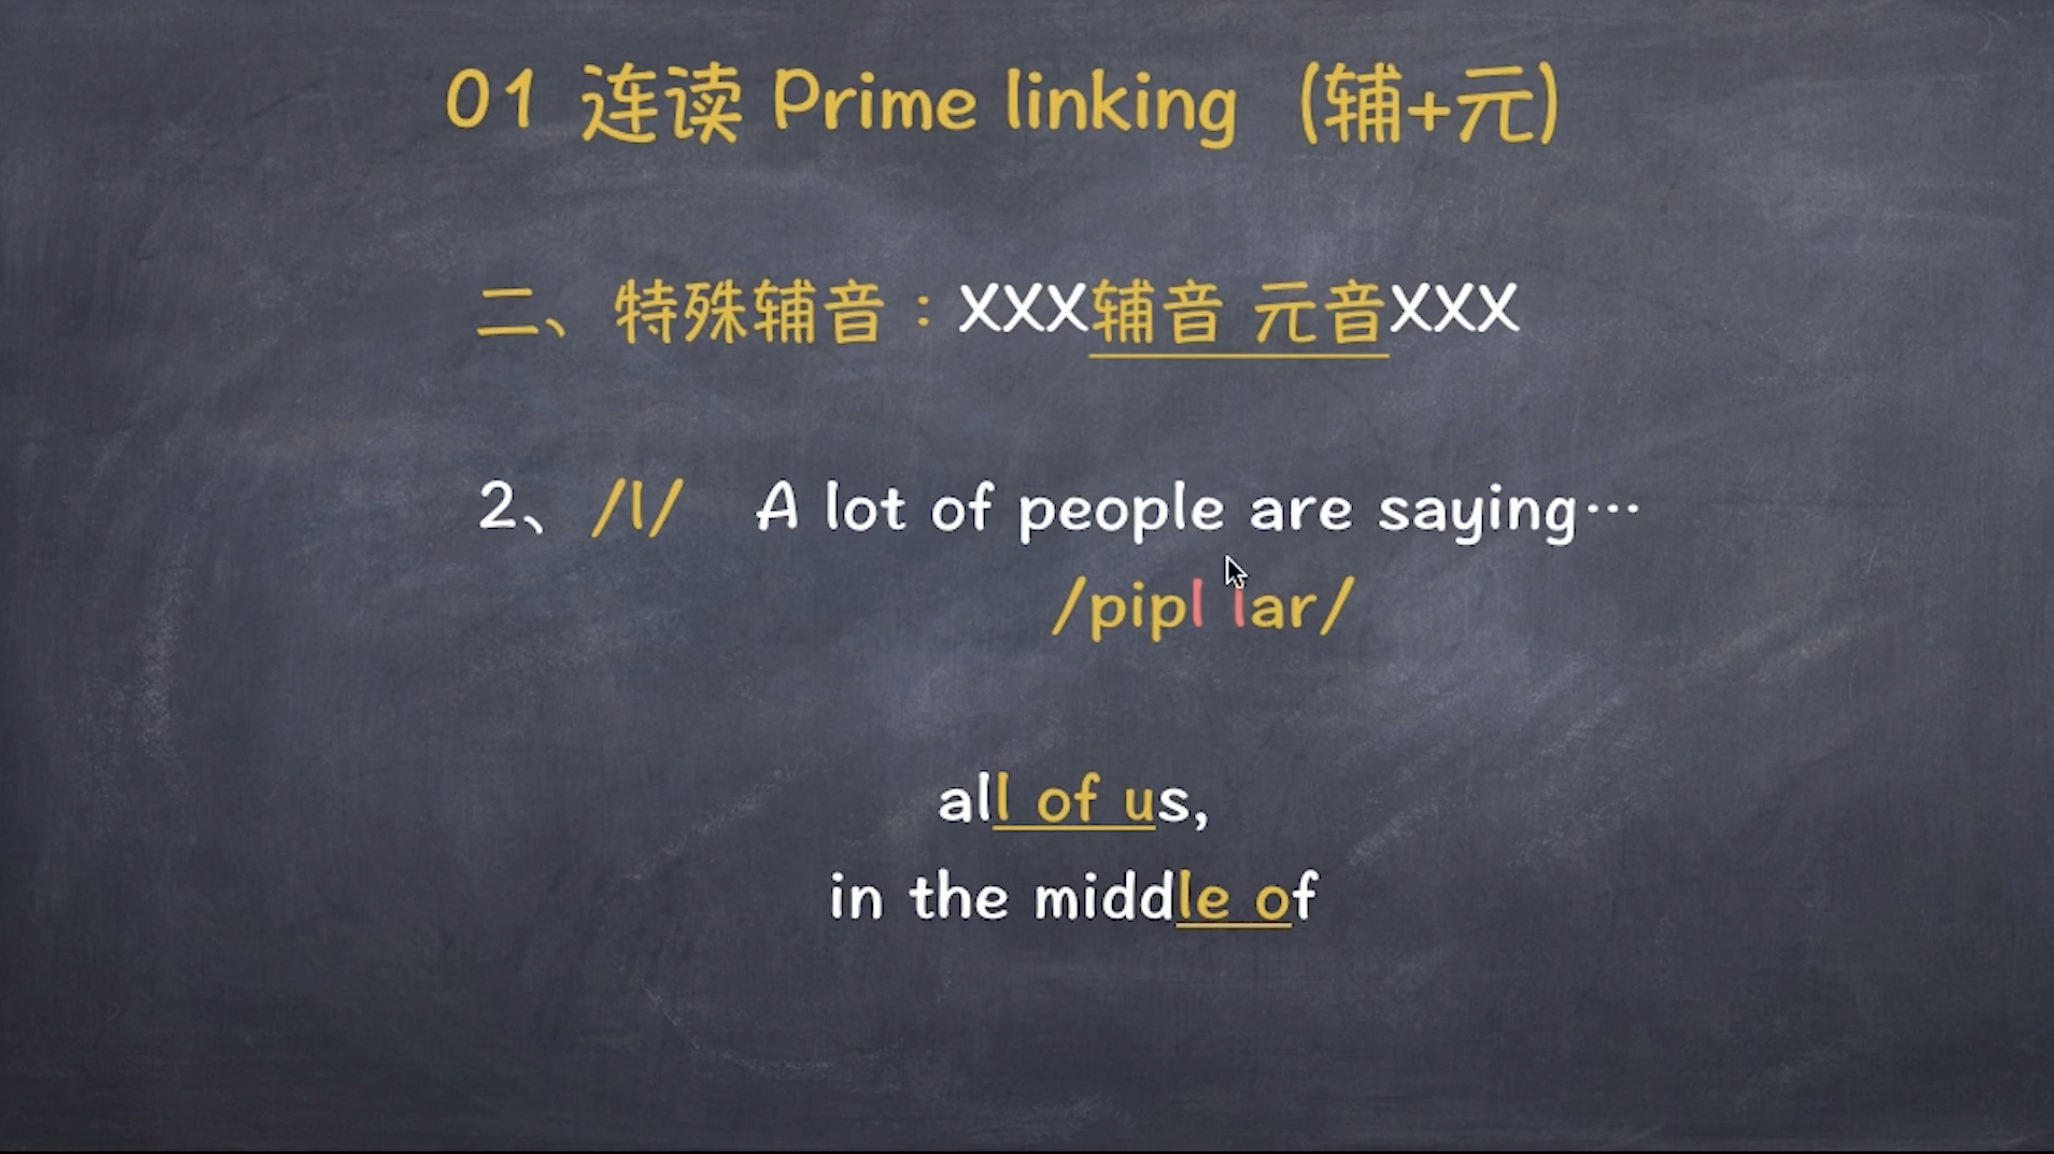 01 连读 Prime linking (辅+元)
二、特殊辅音：XXX辅音 元音XXX
2、/l/ A lot of people are saying…
/pipl lar/
all of us,
in the middle of